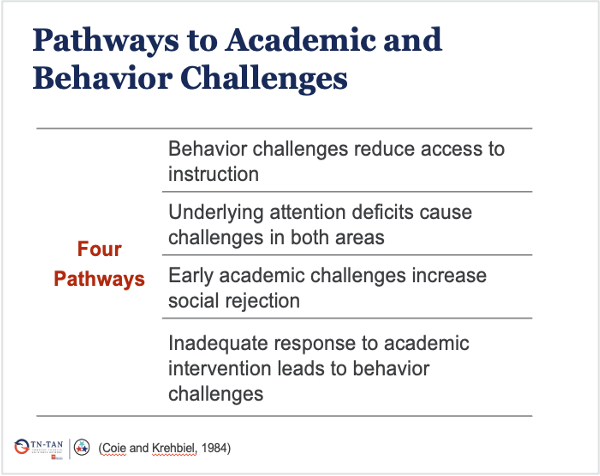 Pathways to Academic and
Behavior Challenges
Four
Pathways
Behavior challenges reduce access to
instruction
Underlying attention deficits cause
challenges in both areas
Early academic challenges increase
social rejection
Inadequate response to academic
intervention leads to behavior
challenges
TN-TAN
(Coie and Krehbiel, 1984)